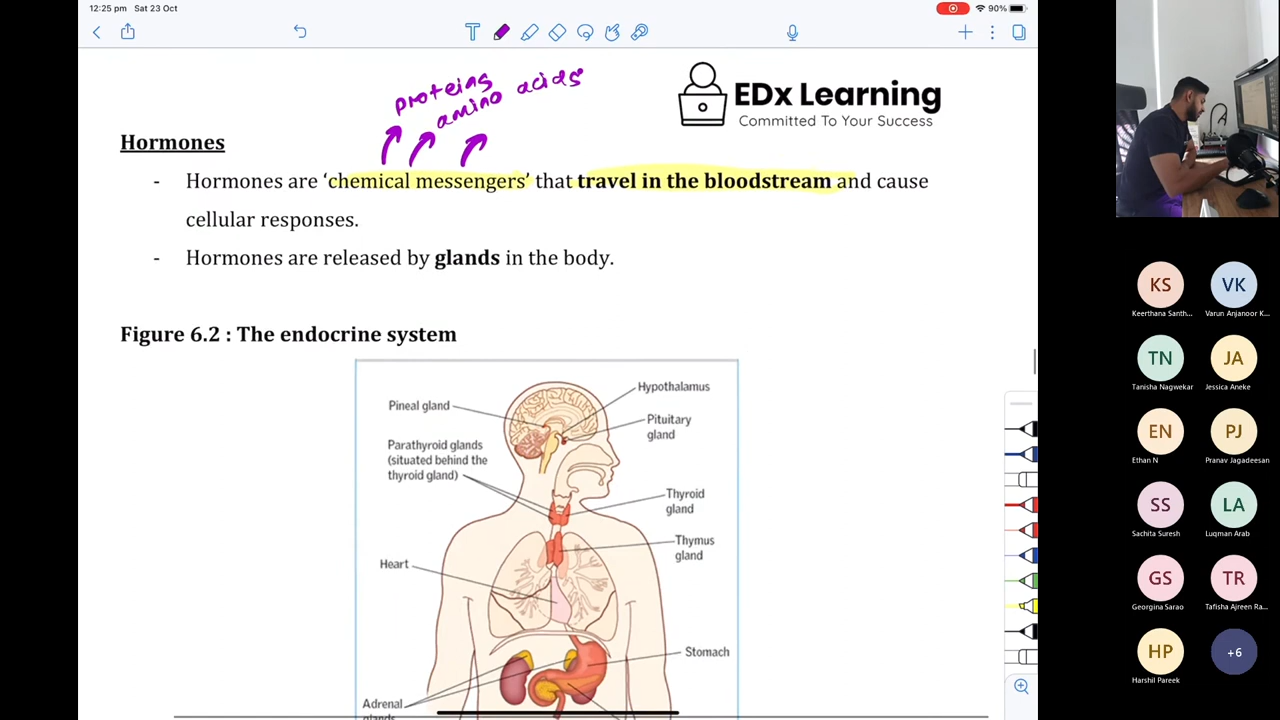 12:25 pm Sat 23 Oct
90%
proteins
amino acids
EDx Learning
Committed To Your Success
Hormones
- Hormones are ‘chemical messengers’ that travel in the bloodstream and cause
cellular responses.
- Hormones are released by glands in the body.
Figure 6.2 : The endocrine system
Pineal gland
Hypothalamus
Pituitary
gland
Parathyroid glands
(situated behind the
thyroid gland)
Thyroid
gland
Thymus
gland
Heart
Stomach
Adrenal
glands
KS
Keerthana Santh...
VK
Varun Anjanoor K...
TN
Tanisha Nagwekar
JA
Jessica Aneke
EN
Ethan N
PJ
Pranav Jagadeesan
SS
Sachita Suresh
LA
Luqman Arab
GS
Georgina Sarao
TR
Tafisha Ajreen Ra...
HP
Harshil Pareek
+6